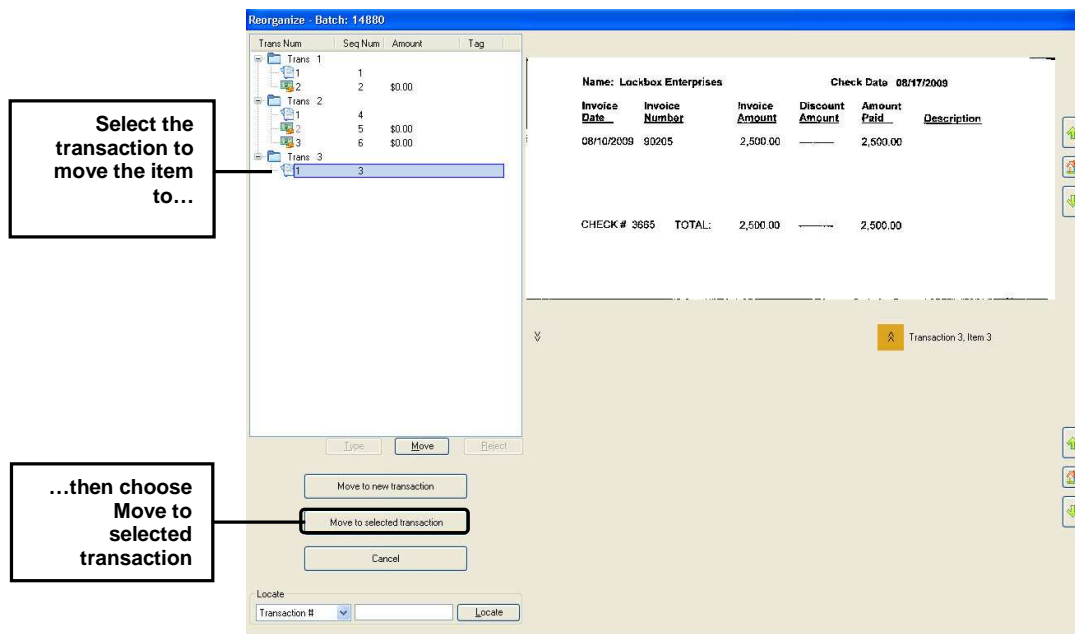 Reorganize - Batch: 14880
Trans Num Seq Num Amount Tag
Trans 1
1 1
2 2 $0.00
Trans 2
1 4
2 5 $0.00
3 6 $0.00
Trans 3
1 3
Select the
transaction to
move the item
to…
Name: Lockbox Enterprises Check Date 08/17/2009
Invoice Invoice Invoice Discount Amount
Date Number Amount Amount Paid Description
08/10/2009 90205 2,500.00 2,500.00
CHECK # 3665 TOTAL: 2,500.00 2,500.00
Transaction 3, Item 3
Type Move Reject
Move to new transaction
…then choose
Move to
selected
transaction
Move to selected transaction
Cancel
Locate
Transaction # Locate